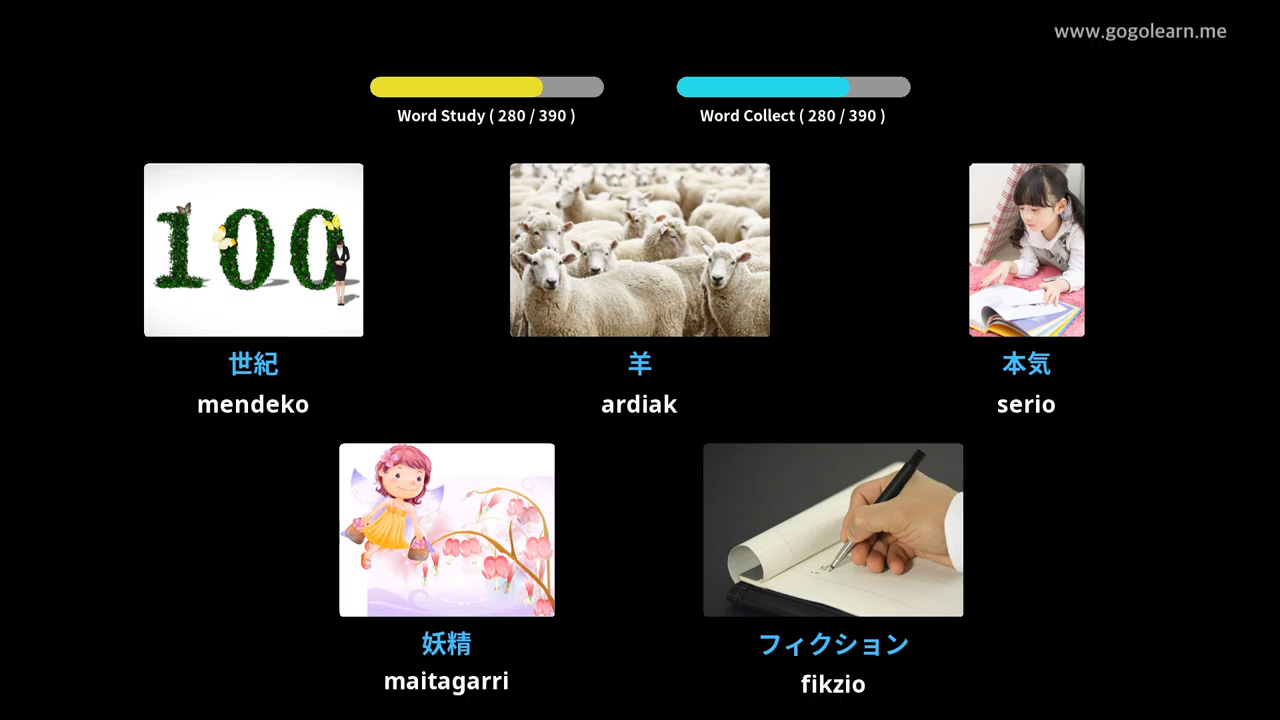 www.gogolearn.me
Word Study ( 280 / 390 )
Word Collect ( 280 / 390 )
100
世紀
mendeko
羊
ardiak
本気
serio
妖精
maitagarri
フィクション
fikzio